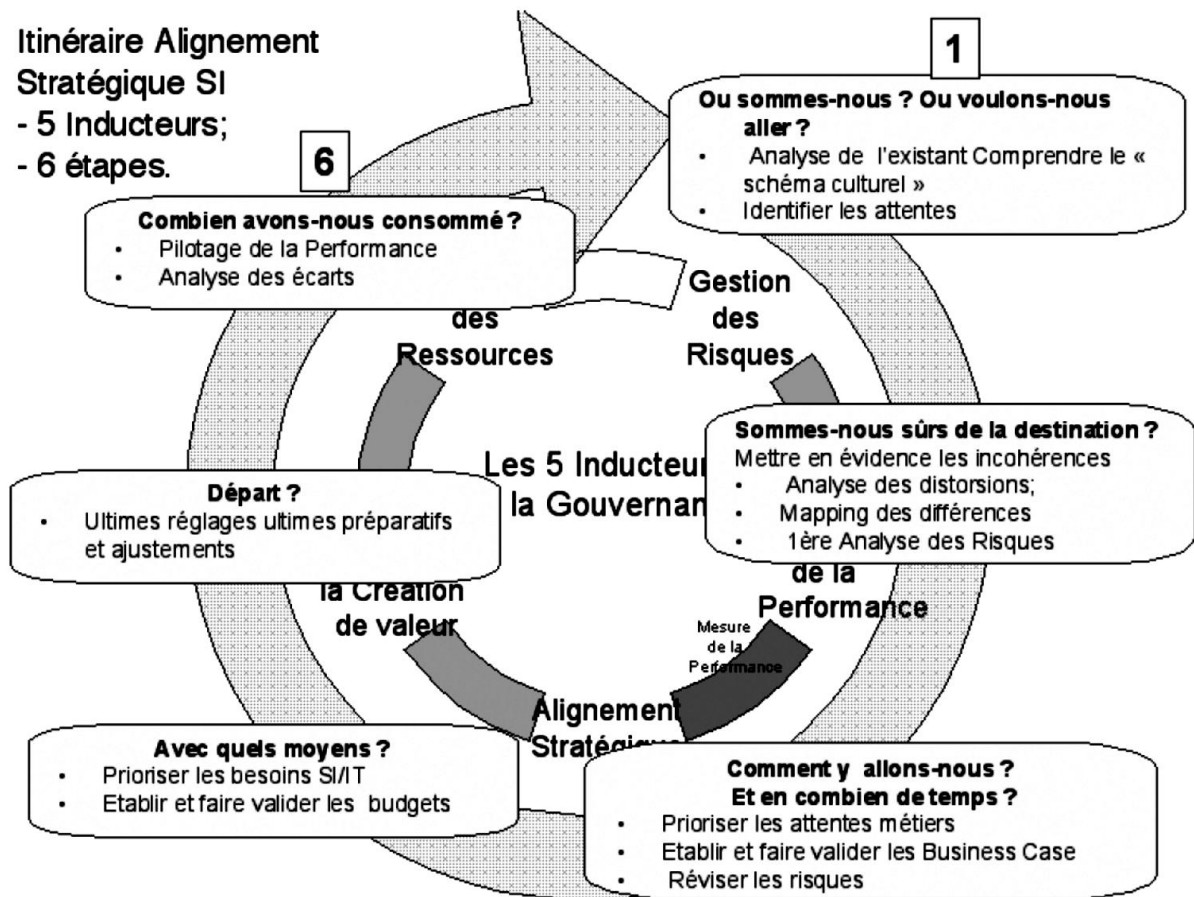 Itinéraire Alignement
Stratégique SI
- 5 Inducteurs;
- 6 étapes.
1
Ou sommes-nous ? Ou voulons-nous
aller ?
• Analyse de l'existant Comprendre le «
schéma culturel »
• Identifier les attentes
6
Combien avons-nous consommé ?
• Pilotage de la Performance
• Analyse des écarts
des
Ressources
Gestion
des
Risques
Les 5 Inducteur
la Gouvernan
Sommes-nous sûrs de la destination ?
Mettre en évidence les incohérences
• Analyse des distorsions;
• Mapping des différences
• 1ère Analyse des Risques
Départ ?
• Ultimes réglages ultimes préparatifs
et ajustements
la Création
de valeur
de la
Performance
Mesure
de la
Performance
Alignement
Stratégique
Avec quels moyens ?
• Prioriser les besoins SI/IT
• Etablir et faire valider les budgets
Comment y allons-nous ?
Et en combien de temps ?
• Prioriser les attentes métiers
• Etablir et faire valider les Business Case
• Réviser les risques